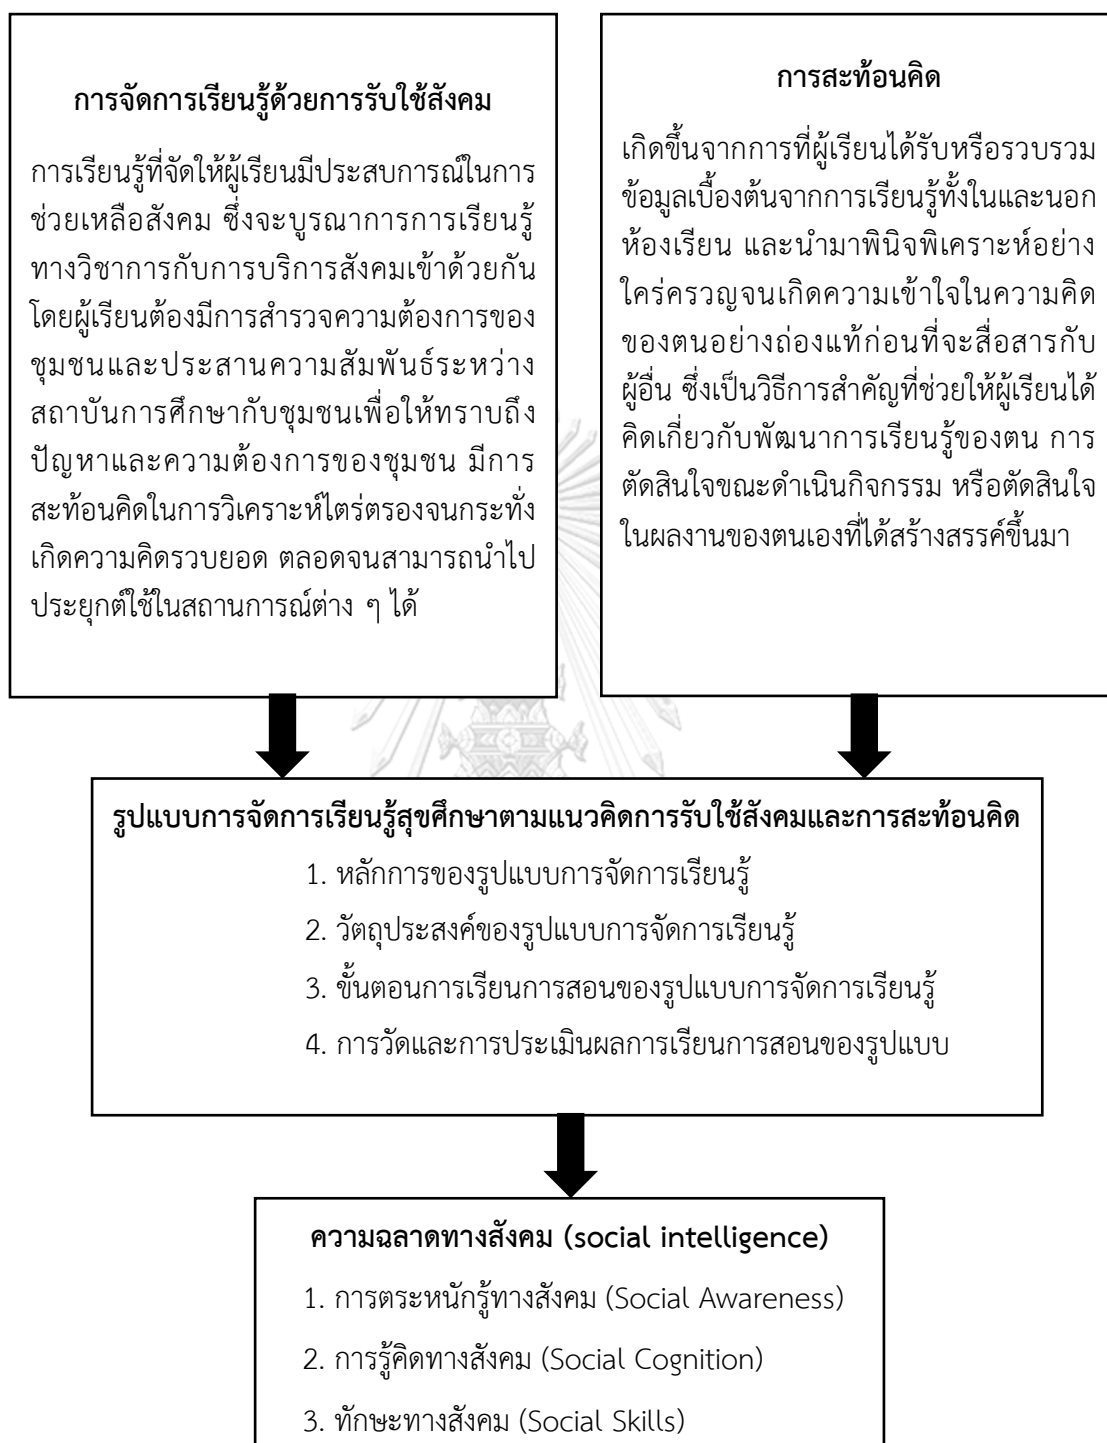 การจัดการเรียนรู้ด้วยการรับใช้สังคม
การเรียนรู้ที่จัดให้ผู้เรียนมีประสบการณ์ในการ
ช่วยเหลือสังคม ซึ่งจะบูรณาการการเรียนรู้
ทางวิชาการกับการบริการสังคมเข้าด้วยกัน
โดยผู้เรียนต้องมีการสำรวจความต้องการของ
ชุมชนและประสานความสัมพันธ์ระหว่าง
สถาบันการศึกษากับชุมชนเพื่อให้ทราบถึง
ปัญหาและความต้องการของชุมชน มีการ
สะท้อนคิดในการวิเคราะห์ไตร่ตรองจนกระทั่ง
เกิดความคิดรวบยอด ตลอดจนสามารถนำไป
ประยุกต์ใช้ในสถานการณ์ต่าง ๆ ได้
การสะท้อนคิด
เกิดขึ้นจากการที่ผู้เรียนได้รับหรือรวบรวม
ข้อมูลเบื้องต้นจากการเรียนรู้ทั้งในและนอก
ห้องเรียน และนำมาพินิจพิเคราะห์อย่าง
ใคร่ครวญจนเกิดความเข้าใจในความคิด
ของตนอย่างถ่องแท้ก่อนที่จะสื่อสารกับ
ผู้อื่น ซึ่งเป็นวิธีการสำคัญที่ช่วยให้ผู้เรียนได้
คิดเกี่ยวกับพัฒนาการเรียนรู้ของตน การ
ตัดสินใจขณะดำเนินกิจกรรม หรือตัดสินใจ
ในผลงานของตนเองที่ได้สร้างสรรค์ขึ้นมา
รูปแบบการจัดการเรียนรู้สุขศึกษาตามแนวคิดการรับใช้สังคมและการสะท้อนคิด
1. หลักการของรูปแบบการจัดการเรียนรู้
2. วัตถุประสงค์ของรูปแบบการจัดการเรียนรู้
3. ขั้นตอนการเรียนการสอนของรูปแบบการจัดการเรียนรู้
4. การวัดและการประเมินผลการเรียนการสอนของรูปแบบ
ความฉลาดทางสังคม (social intelligence)
1. การตระหนักรู้ทางสังคม (Social Awareness)
2. การรู้คิดทางสังคม (Social Cognition)
3. ทักษะทางสังคม (Social Skills)